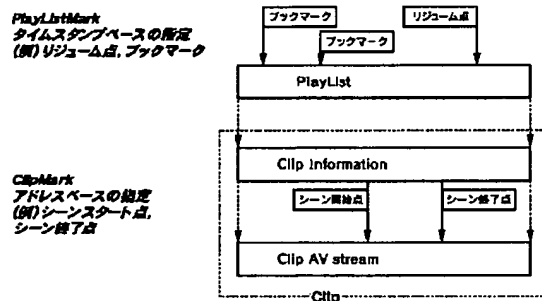 PlayListMark
タイムスタンプベースの指定
(例)リジューム点,ブックマーク
ブックマーク
ブックマーク
リジューム点
PlayList
ClipMark
アドレスベースの指定
(例)シーンスタート点,
シーン終了点
Clip Information
シーン開始点
シーン終了点
Clip AV stream
Clip